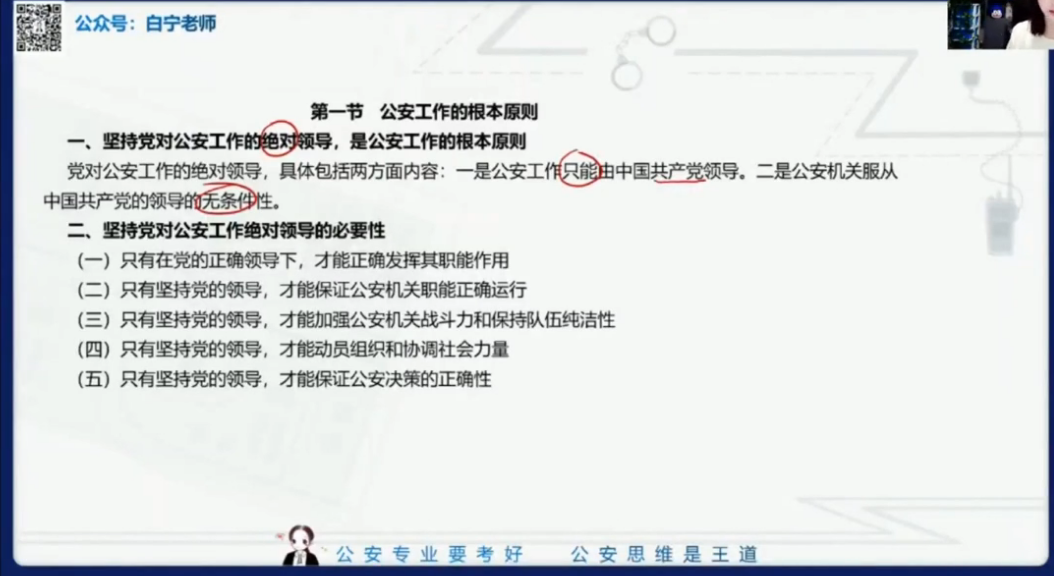 公众号：白宁老师
第一节 公安工作的根本原则
一、坚持党对公安工作的绝对领导，是公安工作的根本原则
党对公安工作的绝对领导，具体包括两方面内容：一是公安工作只能由中国共产党领导。二是公安机关服从
中国共产党的领导的无条件性。
二、坚持党对公安工作绝对领导的必要性
（一）只有在党的正确领导下，才能正确发挥其职能作用
（二）只有坚持党的领导，才能保证公安机关职能正确运行
（三）只有坚持党的领导，才能加强公安机关战斗力和保持队伍纯洁性
（四）只有坚持党的领导，才能动员组织和协调社会力量
（五）只有坚持党的领导，才能保证公安决策的正确性
公安专业要考好 公安思维是王道